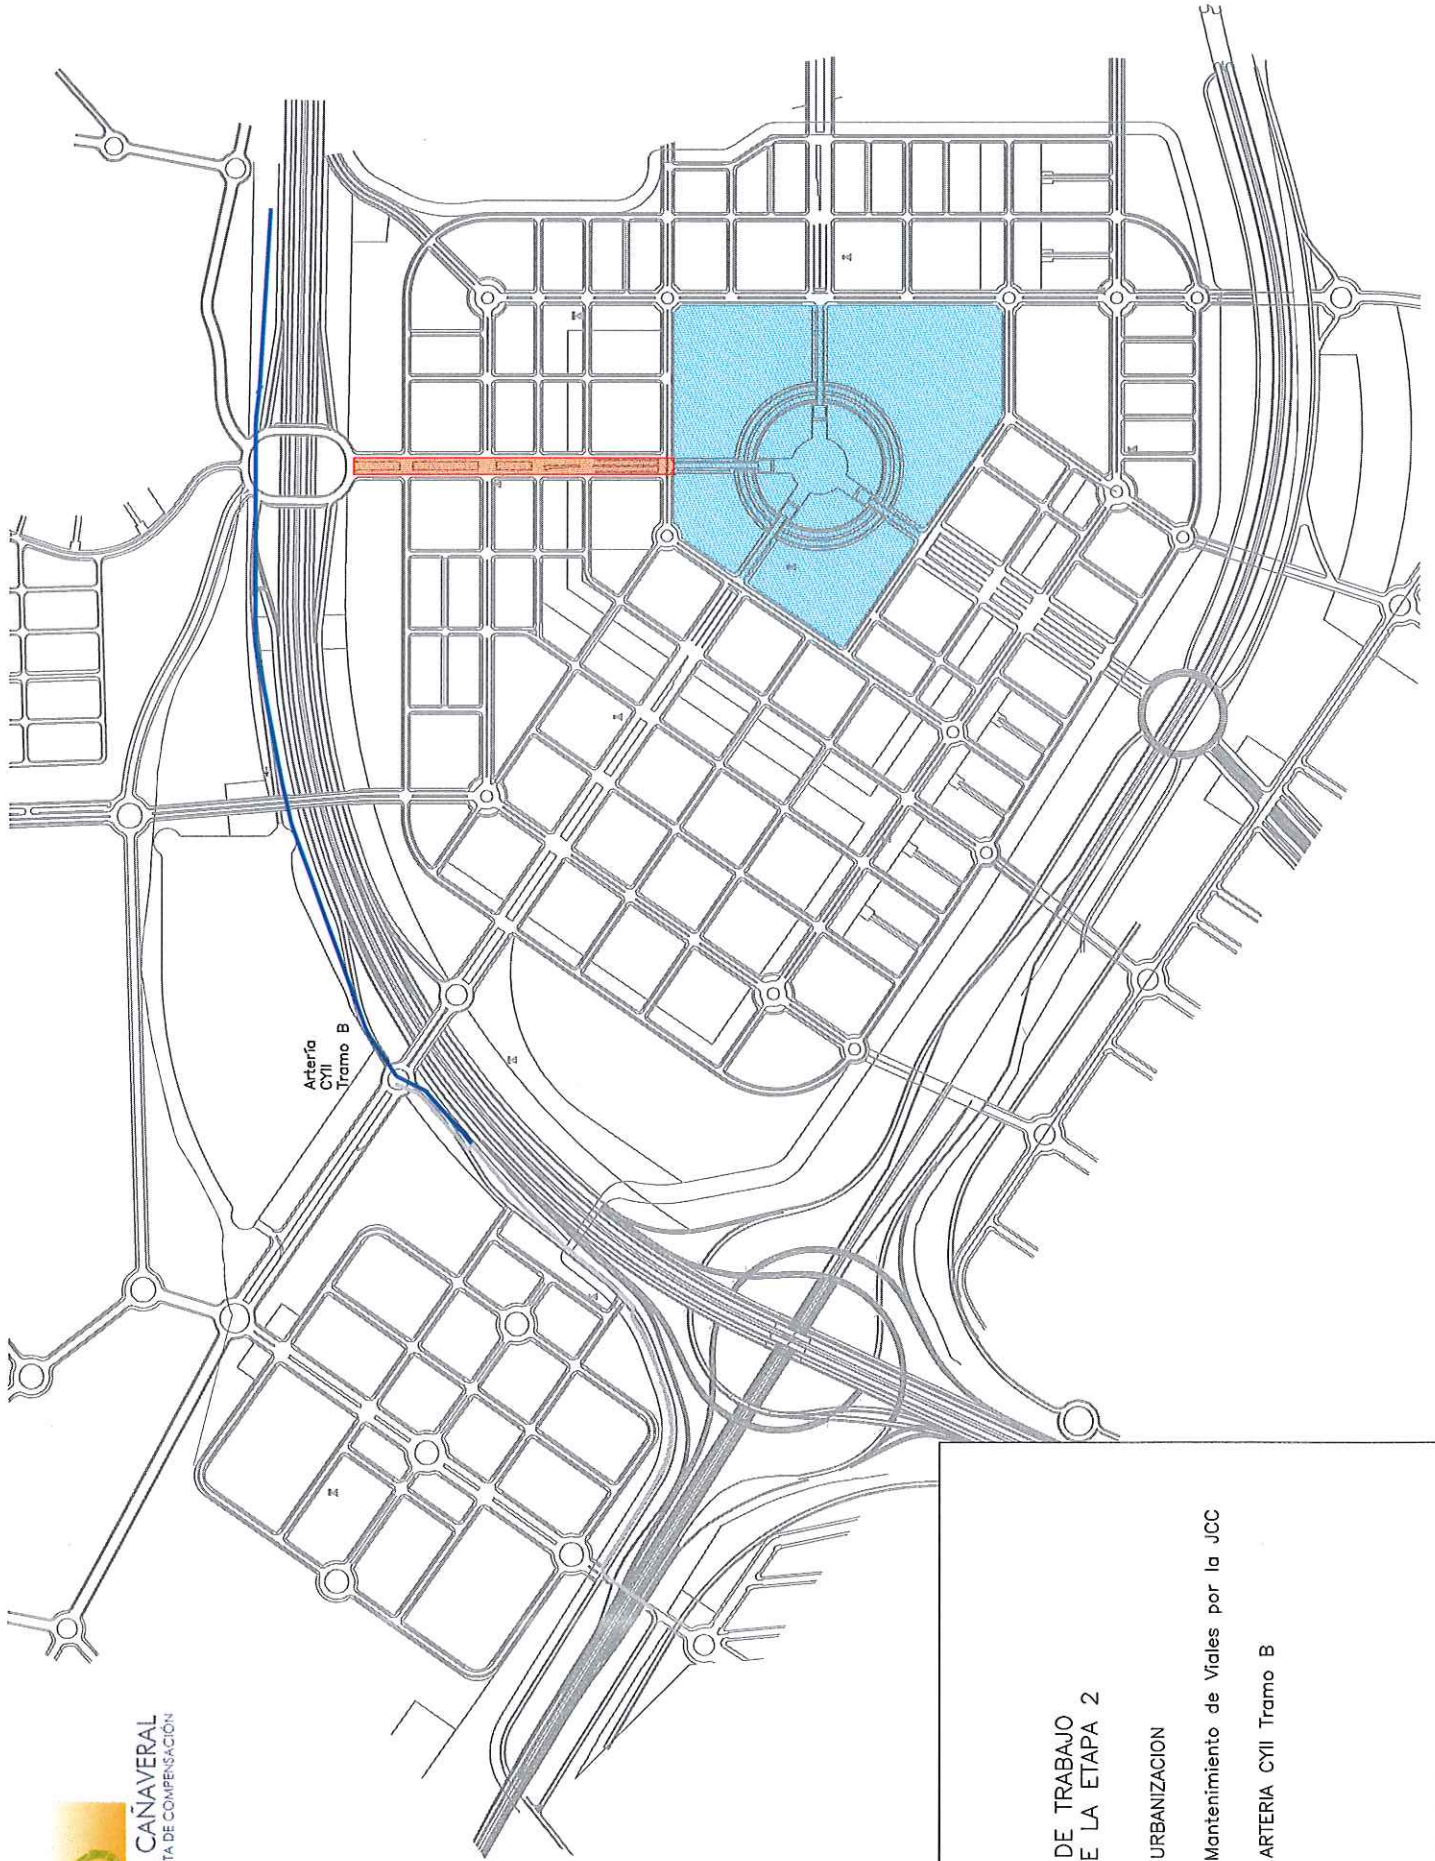 Artería
CYII
Tramo B
CAÑAVERAL
TA DE COMPENSACIÓN
DE TRABAJO
E LA ETAPA 2
URBANIZACION
Mantenimiento de Viales por la JCC
ARTERIA CYII Tramo B